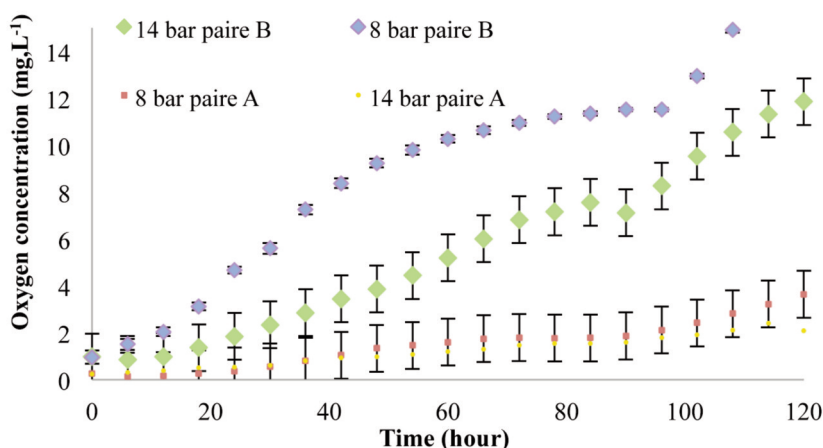 14 bar paire B
8 bar paire B
8 bar paire A
14 bar paire A
Oxygen concentration (mg,L-1)
14
12
10
8
6
4
2
0
0 20 40 60 80 100 120
Time (hour)